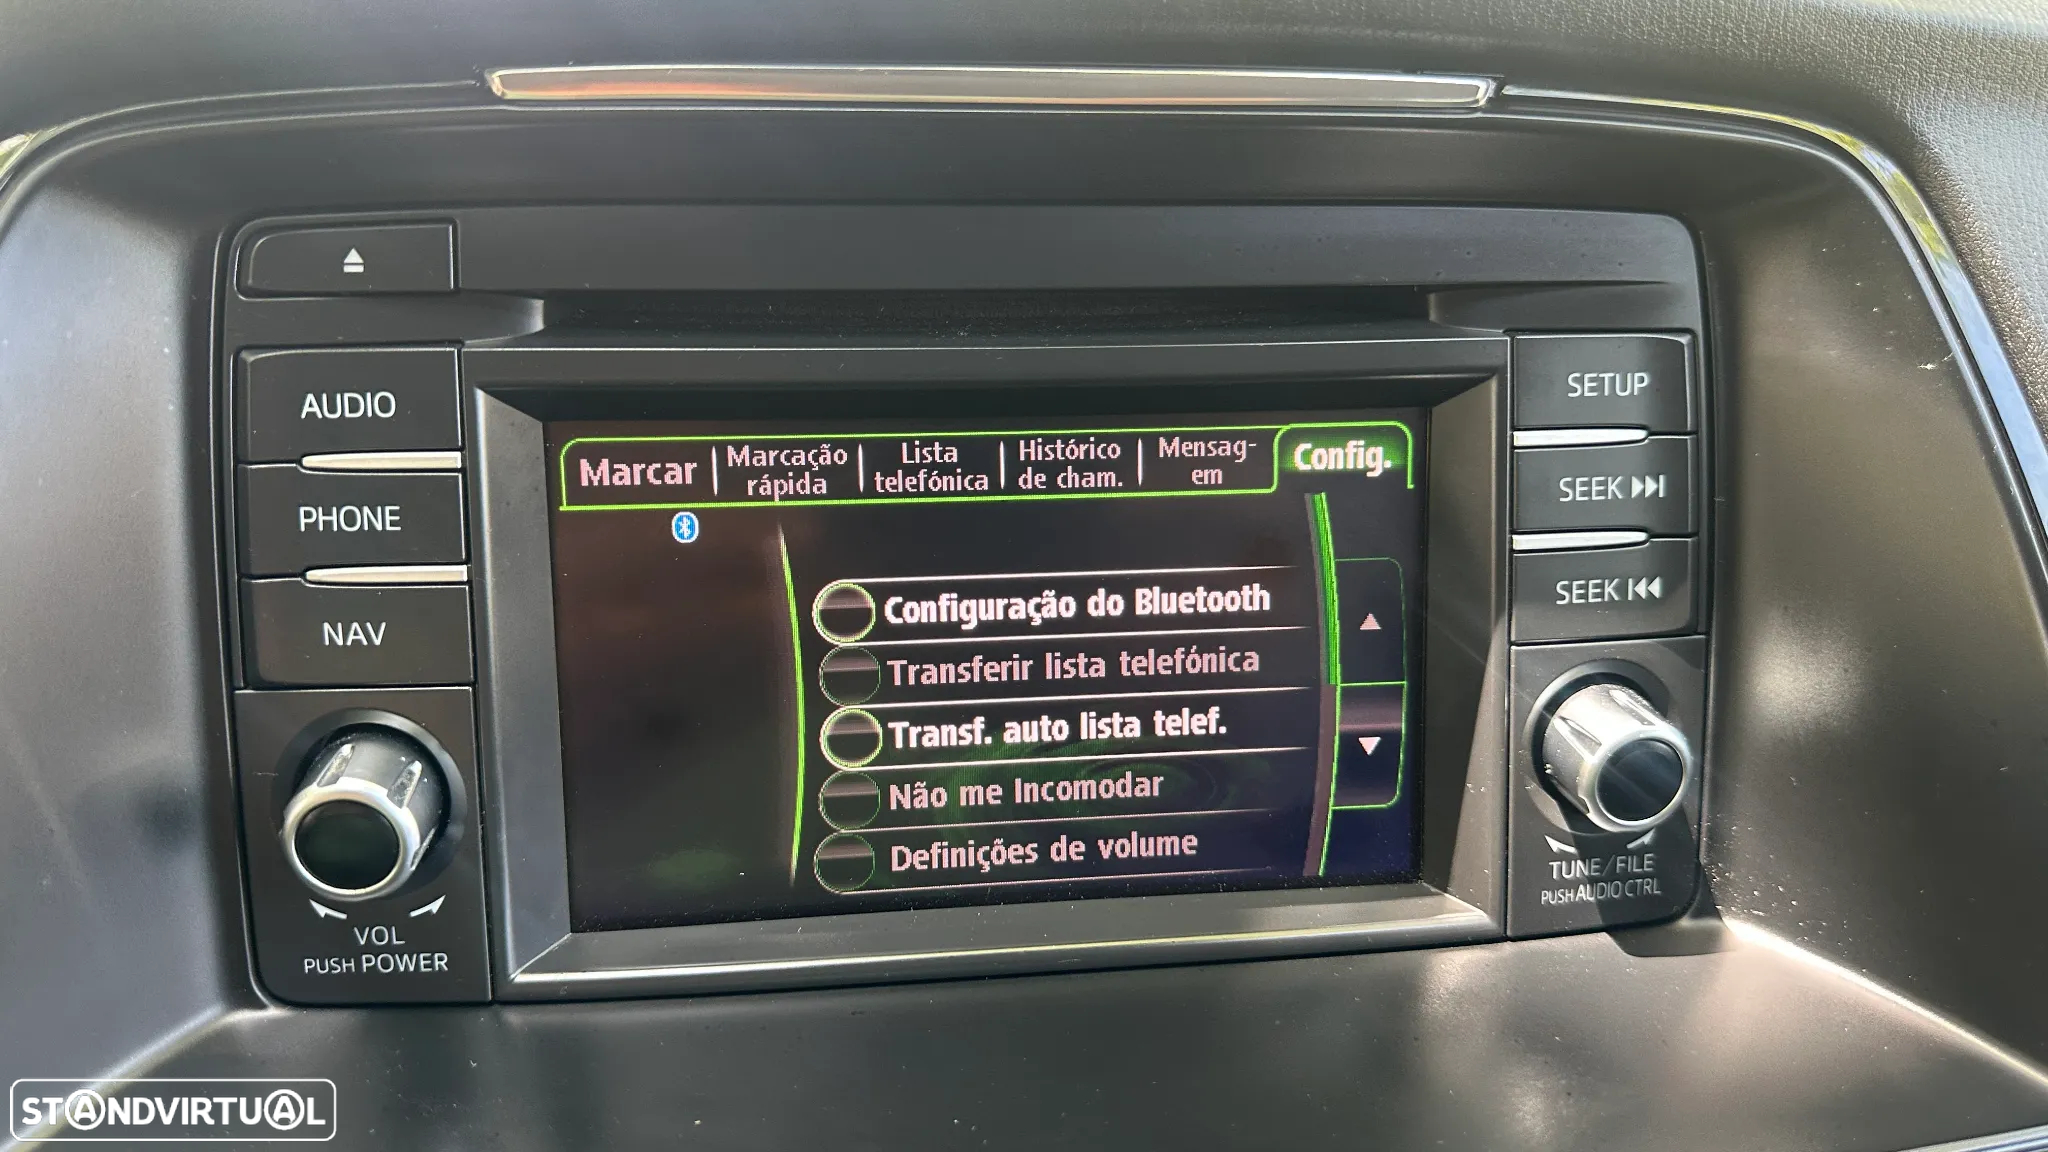 AUDIO
PHONE
NAV
VOL
PUSH POWER
Marcar
Marcação
rápida
Lista
telefónica
Histórico
de cham.
Mensag-
em
Config.
Configuração do Bluetooth
Transferir lista telefónica
Transf. auto lista telef.
Não me Incomodar
Definições de volume
SETUP
SEEK
SEEK
TUNE/FILE
PUSH AUDIO CTRL
STANDVIRTUAL